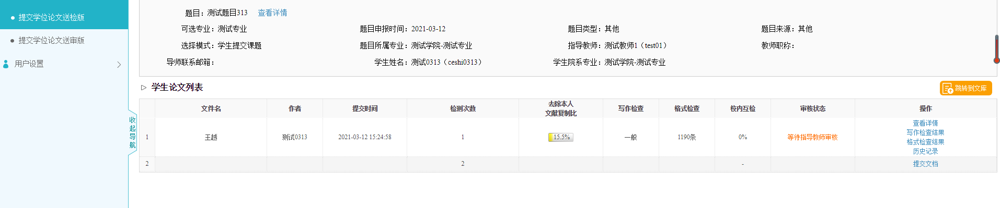 提交学位论文送检版
提交学位论文送审版
用户设置
收起导航
题目：测试题目313 查看详情
可选专业：测试专业 题目申报时间：2021-03-12 题目类型：其他 题目来源：其他
选择模式：学生提交课题 题目所属专业：测试学院-测试专业 指导教师：测试教师1（test01） 教师职称：
导师联系邮箱： 学生姓名：测试0313（ceshi0313） 学生院系专业：测试学院-测试专业
学生论文列表 跳转到文库
文件名 作者 提交时间 检测次数 去除本人 写作检查 格式检查 校内互检 审核状态 操作
文献复制比
1 王越 测试0313 2021-03-12 15:24:58 1 15.5% 一般 1190条 0% 等待指导教师审核 查看详情
写作检查结果
格式检查结果
历史记录
2 2 - 提交文档